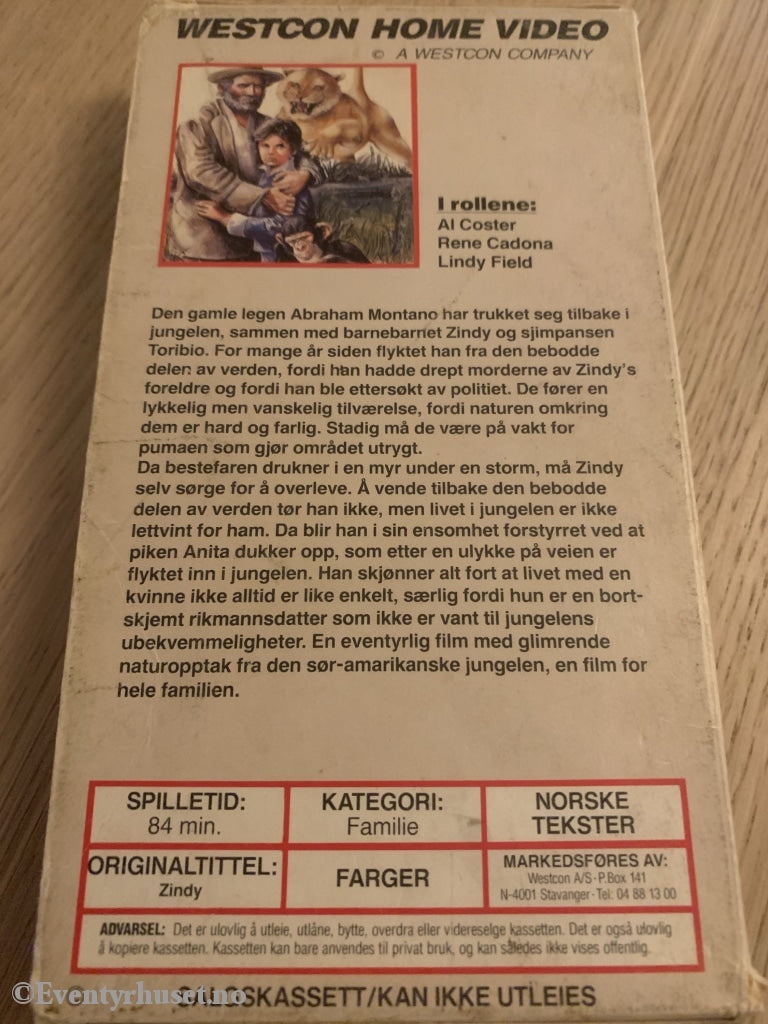 WESTCON HOME VIDEO
© A WESTCON COMPANY
I rollene:
Al Coster
Rene Cadona
Lindy Field
Den gamle legen Abraham Montano har trukket seg tilbake i
jungelen, sammen med barnebarnet Zindy og sjimpansen
Toribio. For mange år siden flyktet han fra den bebodde
delen av verden, fordi han hadde drept morderne av Zindy's
foreldre og fordi han ble ettersøkt av politiet. De fører en
lykkelig men vanskelig tilværelse, fordi naturen omkring
dem er hard og farlig. Stadig må de være på vakt for
pumaen som gjør området utrygt.
Da bestefaren drukner i en myr under en storm, må Zindy
selv sørge for å overleve. Å vende tilbake den bebodde
delen av verden tør han ikke, men livet i jungelen er ikke
lettvint for ham. Da blir han i sin ensomhet forstyrret ved at
piken Anita dukker opp, som etter en ulykke på veien er
flyktet inn i jungelen. Han skjønner alt fort at livet med en
kvinne ikke alltid er like enkelt, særlig fordi hun er en bort-
skjemt rikmannsdatter som ikke er vant til jungelens
ubekvemmeligheter. En eventyrlig film med glimrende
naturopptak fra den sør-amarikanske jungelen, en film for
hele familien.
SPILLETID:
84 min.
KATEGORI:
Familie
NORSKE
TEKSTER
ORIGINALTITTEL:
Zindy
FARGER
MARKEDSFØRES AV:
Westcon A/S · P.Box 141
N-4001 Stavanger · Tel: 04 88 13 00
ADVARSEL: Det er ulovlig å utleie, utlåne, bytte, overdra eller videreselge kassetten. Det er også ulovlig
å kopiere kassetten. Kassetten kan bare anvendes til privat bruk, og kan således ikke vises offentlig.
SALGSKASSETT/KAN IKKE UTLEIES
©Eventyrhuset.no